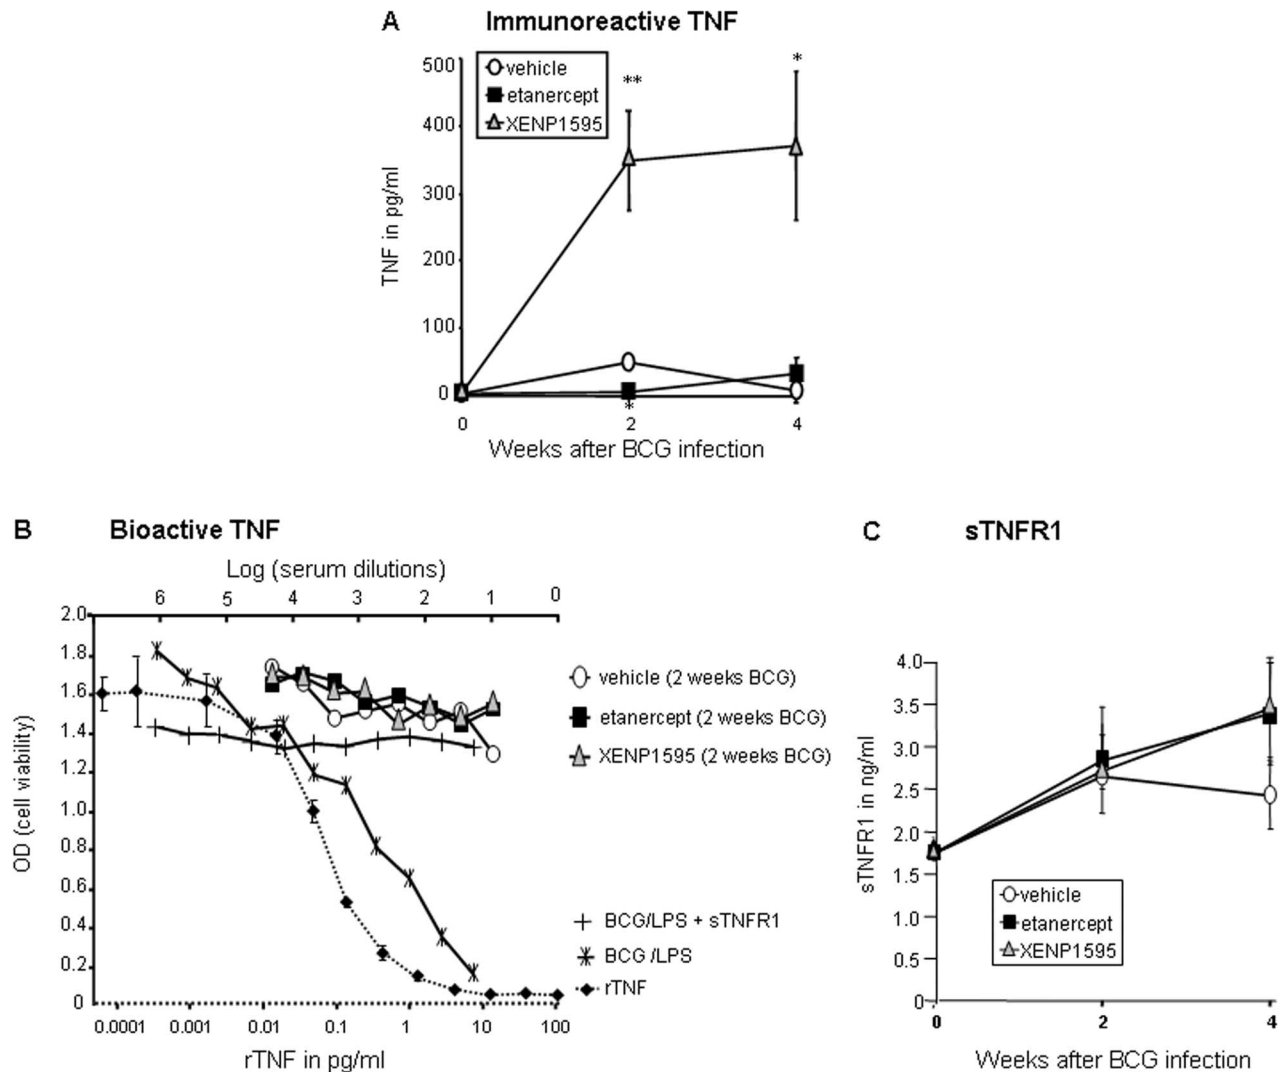 A Immunoreactive TNF
500
400
300
200
100
0
TNF in pg/ml
vehicle
etanercept
XENP1595
**
*
*
0 2 4
Weeks after BCG infection
B Bioactive TNF
Log (serum dilutions)
6 5 4 3 2 1 0
2.0
1.8
1.6
1.4
1.2
1.0
0.8
0.6
0.4
0.2
0
OD (cell viability)
0.0001 0.001 0.01 0.1 1 10 100
rTNF in pg/ml
vehicle (2 weeks BCG)
etanercept (2 weeks BCG)
XENP1595 (2 weeks BCG)
BCG/LPS + sTNFR1
BCG /LPS
rTNF
C sTNFR1
4.0
3.5
3.0
2.5
2.0
1.5
1.0
0.5
0
sTNFR1 in ng/ml
vehicle
etanercept
XENP1595
0 2 4
Weeks after BCG infection